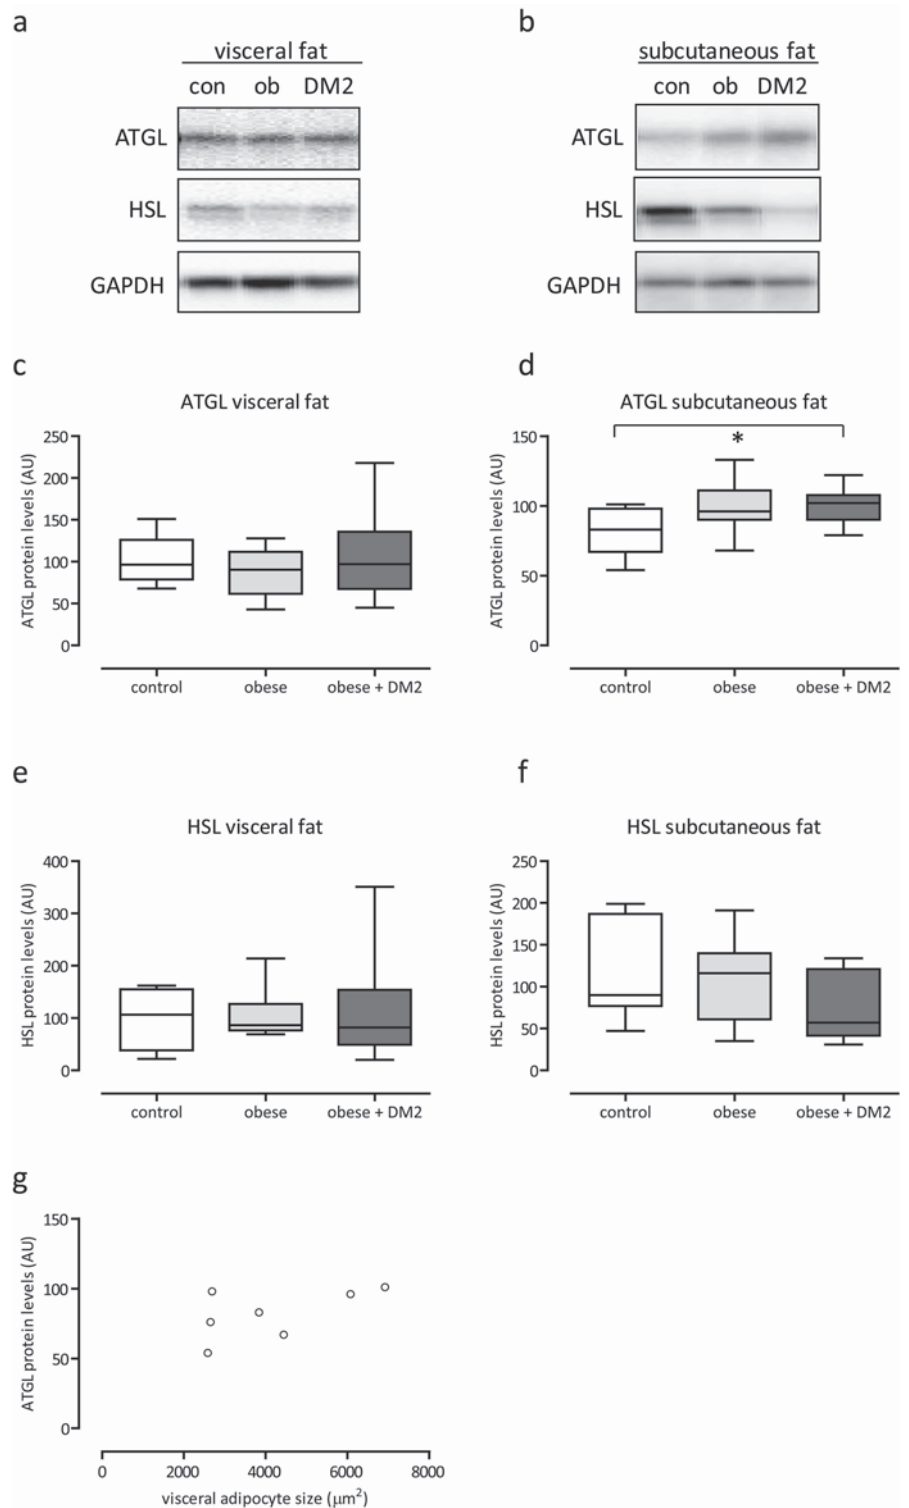 a
visceral fat
con ob DM2
ATGL
HSL
GAPDH
b
subcutaneous fat
con ob DM2
ATGL
HSL
GAPDH
c
ATGL visceral fat
ATGL protein levels (AU)
250
200
150
100
50
0
control obese obese + DM2
d
ATGL subcutaneous fat
*
ATGL protein levels (AU)
150
100
50
0
control obese obese + DM2
e
HSL visceral fat
HSL protein levels (AU)
400
300
200
100
0
control obese obese + DM2
f
HSL subcutaneous fat
HSL protein levels (AU)
250
200
150
100
50
0
control obese obese + DM2
g
ATGL protein levels (AU)
150
100
50
0
0 2000 4000 6000 8000
visceral adipocyte size (μm²)